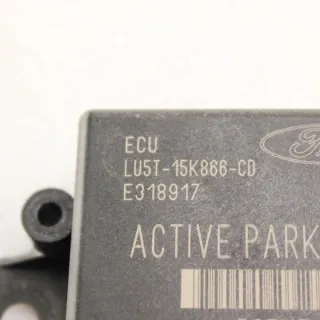 ECU
LU5T-15K866-CD
E318917
ACTIVE PARK